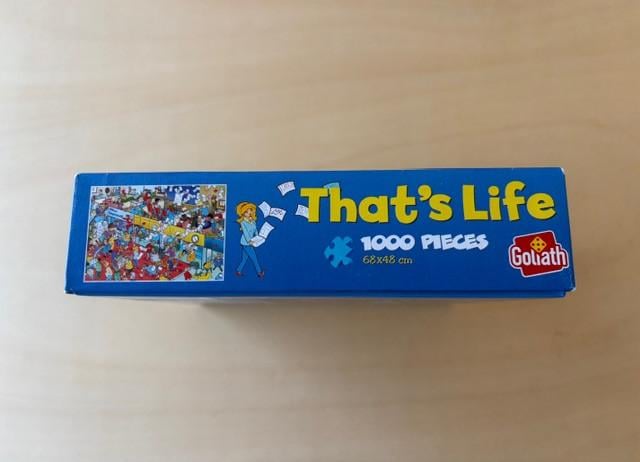 That's Life
1000 PIECES
68x48 cm
Goliath